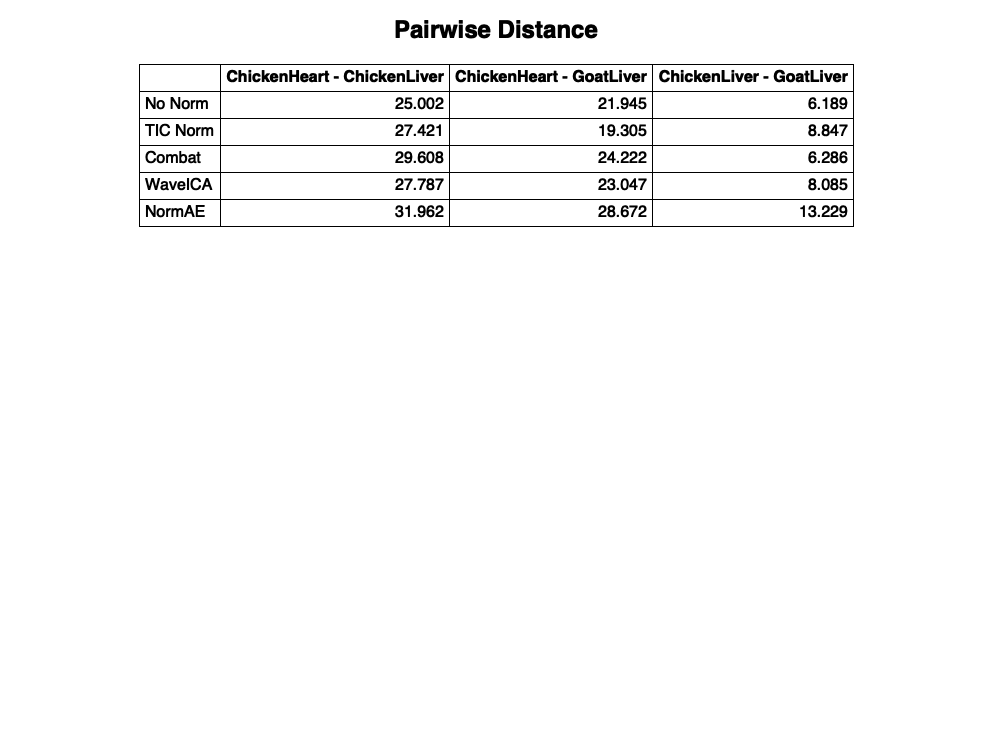 Pairwise Distance
ChickenHeart - ChickenLiver ChickenHeart - GoatLiver ChickenLiver - GoatLiver
No Norm 25.002 21.945 6.189
TIC Norm 27.421 19.305 8.847
Combat 29.608 24.222 6.286
WaveICA 27.787 23.047 8.085
NormAE 31.962 28.672 13.229